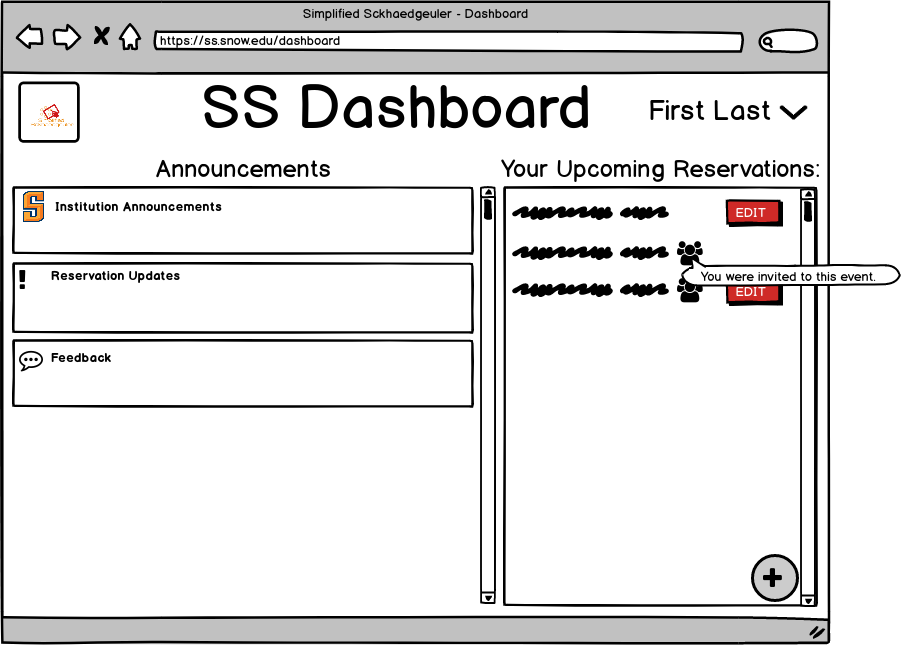 Simplified Sckhaedgeuler - Dashboard
https://ss.snow.edu/dashboard
SS Dashboard
First Last
Announcements
Your Upcoming Reservations:
Institution Announcements
EDIT
Reservation Updates
You were invited to this event.
EDIT
Feedback